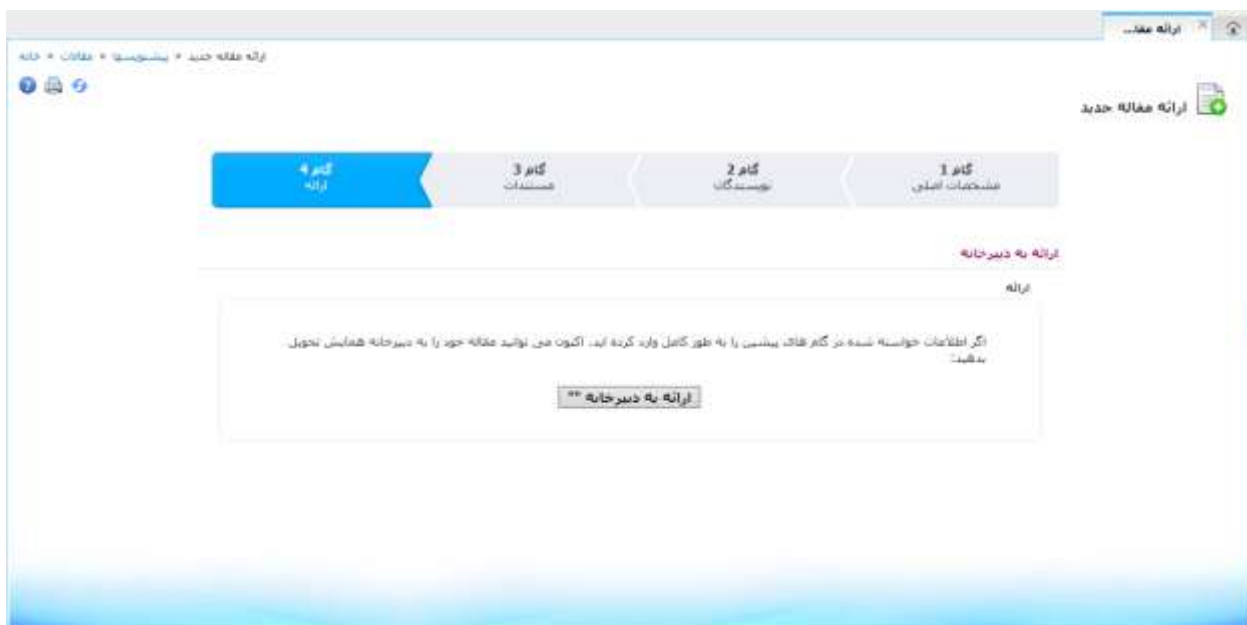 ارائه مقا...
ارائه مقاله جدید « پیشنویسها « مقالات « خانه
ارائه مقاله جدید
گام 1
مشخصات اصلی
گام 2
نویسندگان
گام 3
مستندات
گام 4
ارائه
ارائه به دبیرخانه
ارائه
اگر اطلاعات خواسته شده در گام های پیشین را به طور کامل وارد کرده اید، اکنون می توانید مقاله خود را به دبیرخانه همایش تحویل
بدهید:
ارائه به دبیرخانه **